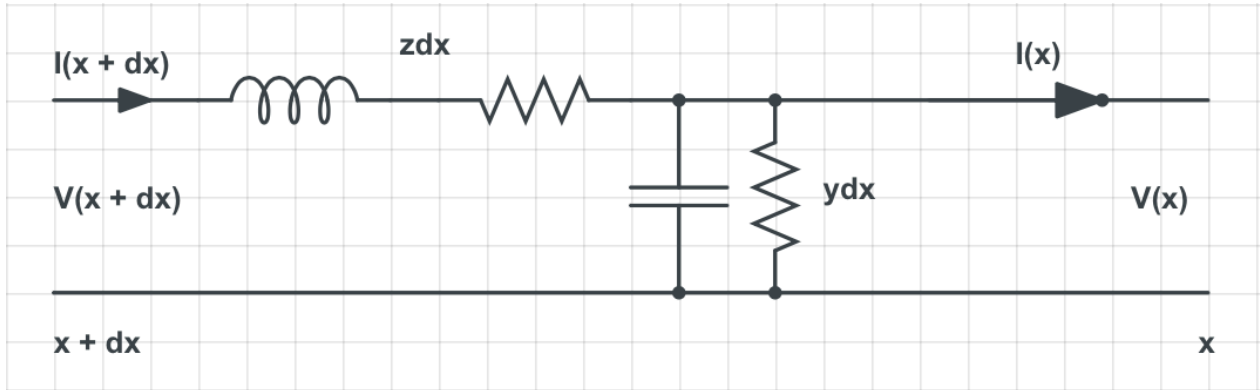 zdx
I(x + dx)
I(x)
V(x + dx)
ydx
V(x)
x + dx
x